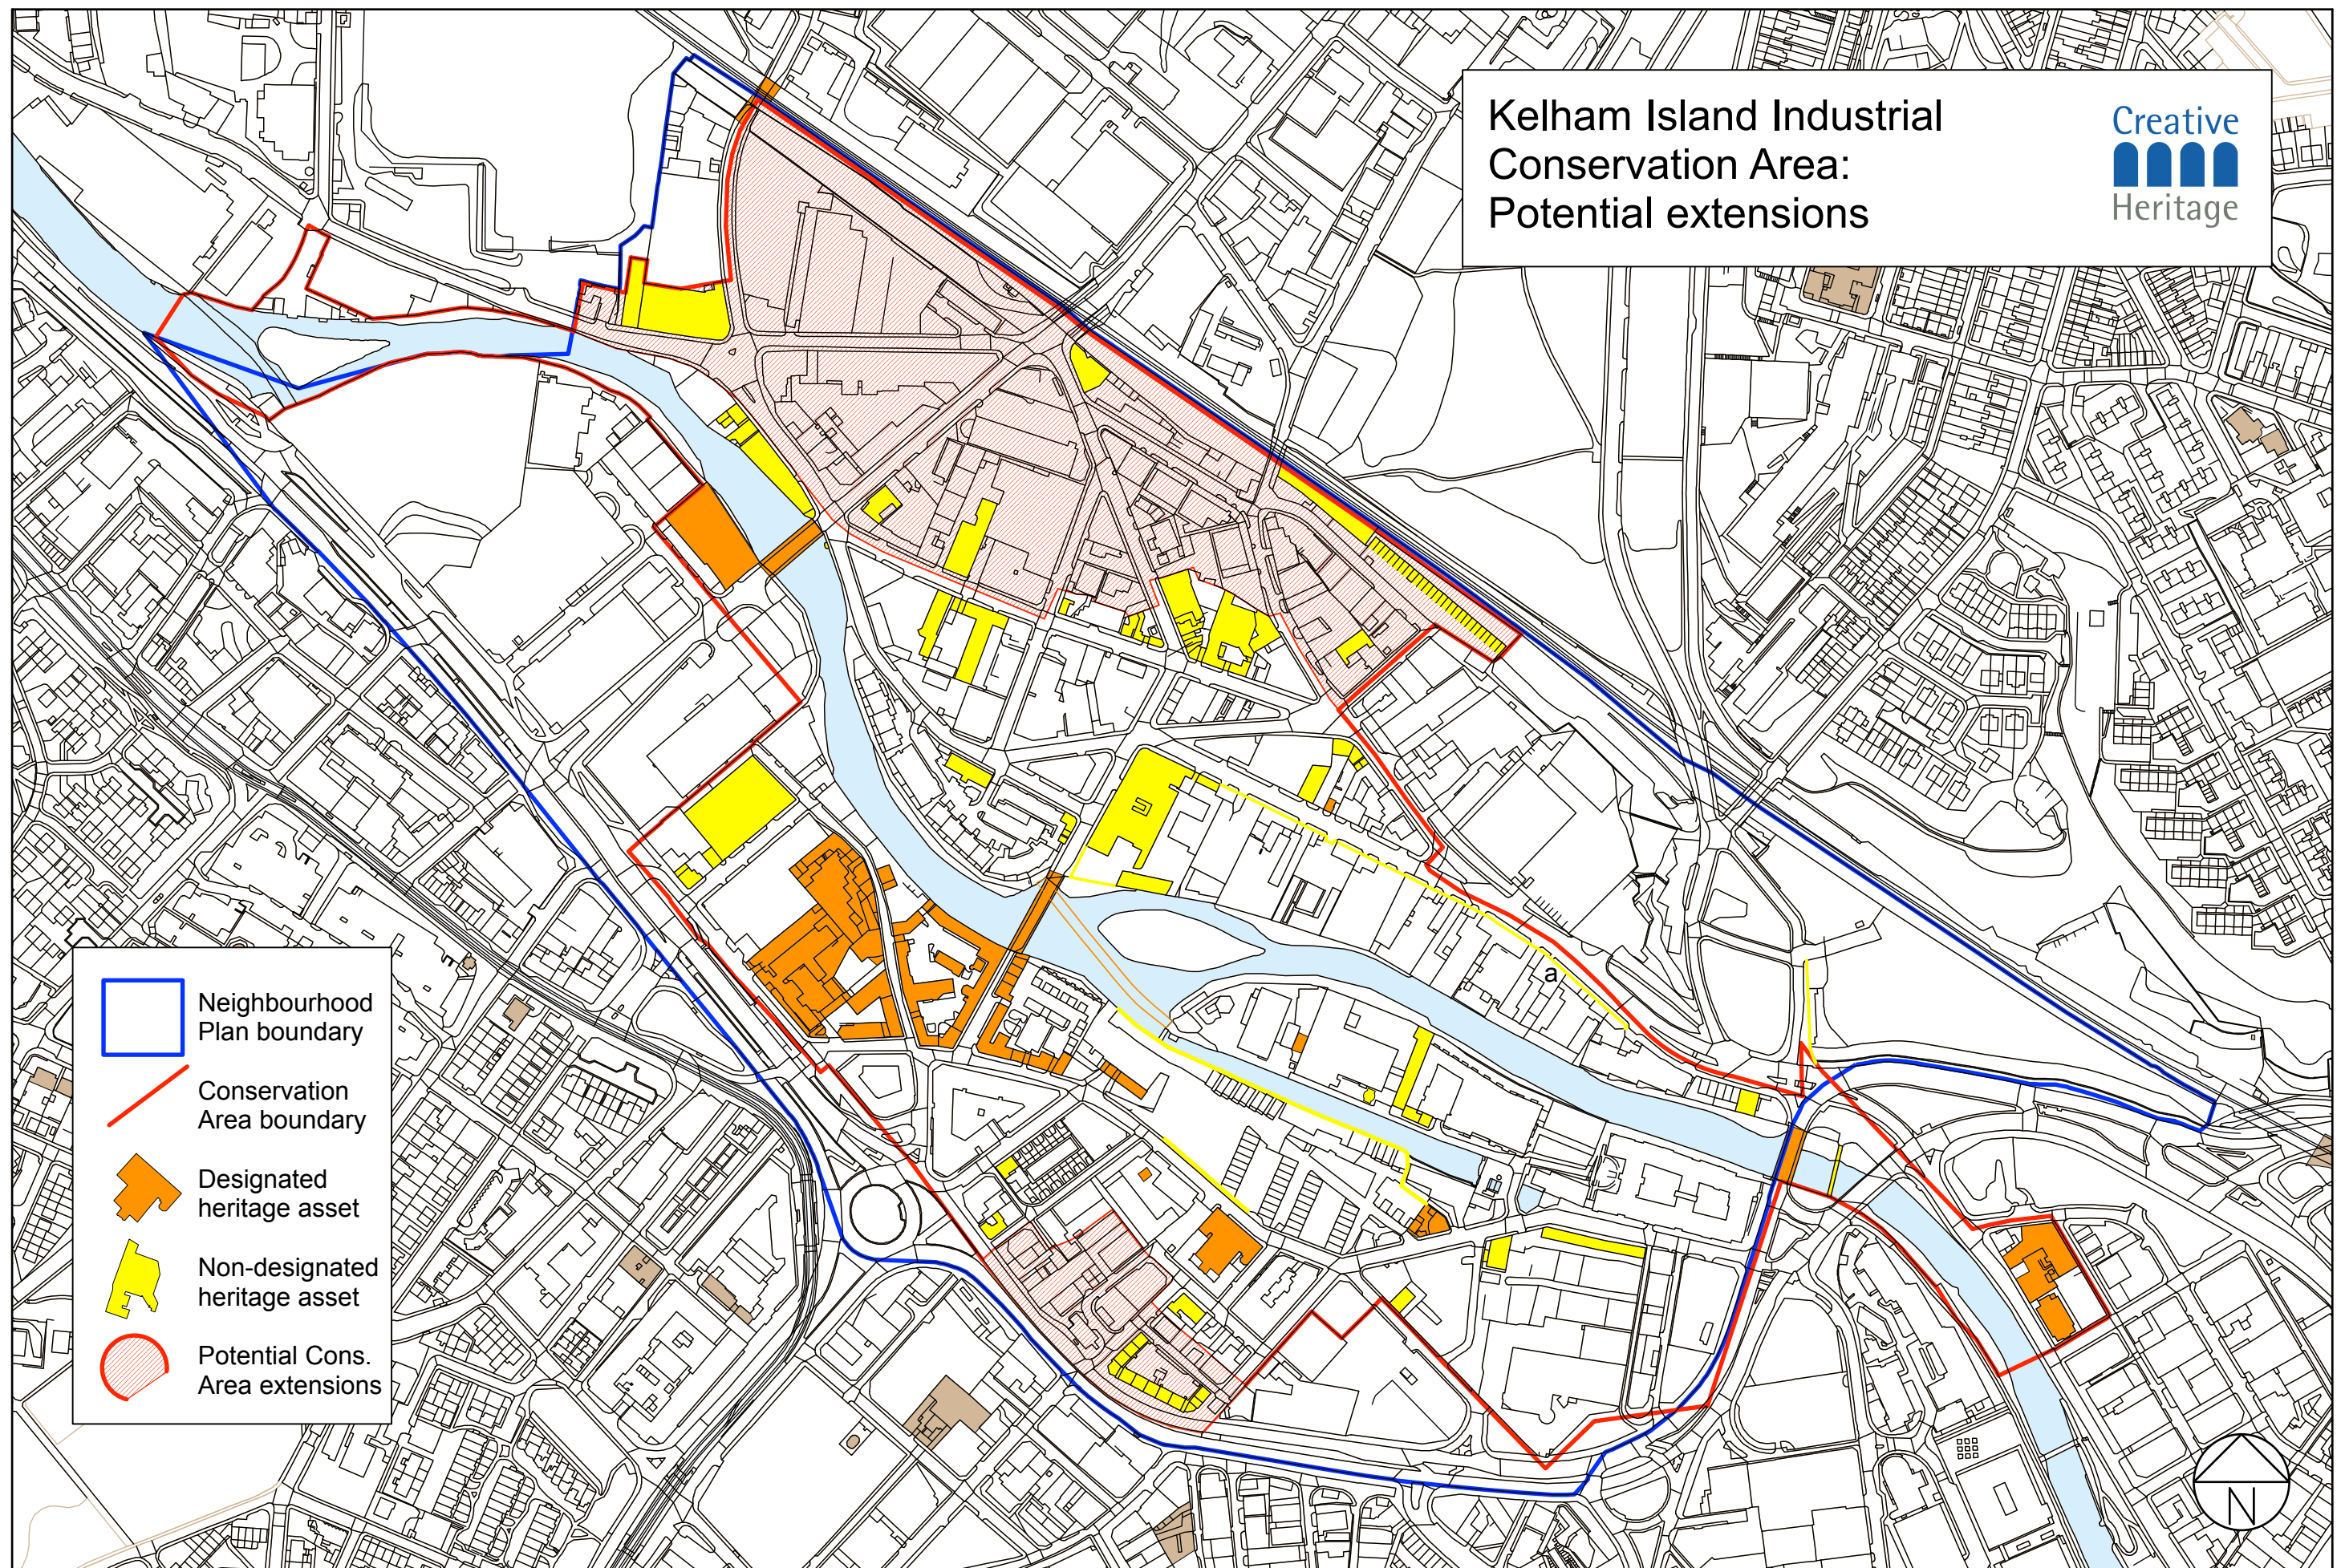 Kelham Island Industrial
Conservation Area:
Potential extensions
Creative
Heritage
a
Neighbourhood
Plan boundary
Conservation
Area boundary
Designated
heritage asset
Non-designated
heritage asset
Potential Cons.
Area extensions
N